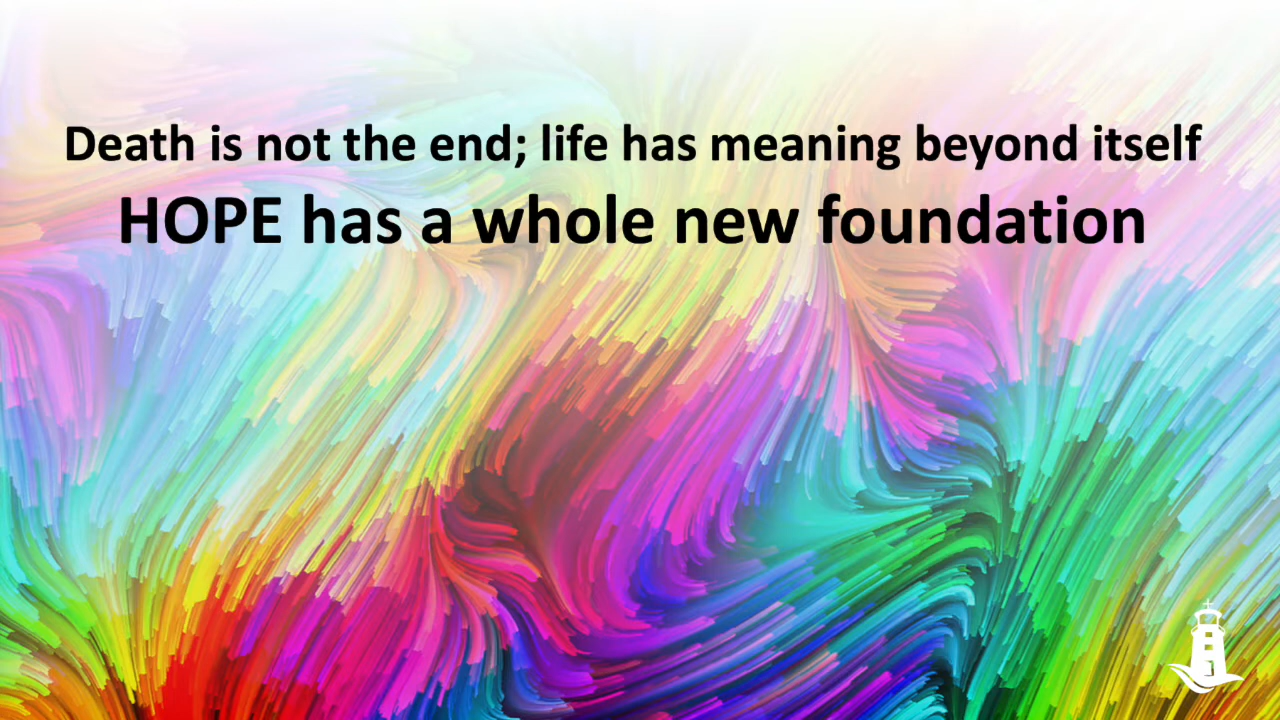 Death is not the end; life has meaning beyond itself
HOPE has a whole new foundation